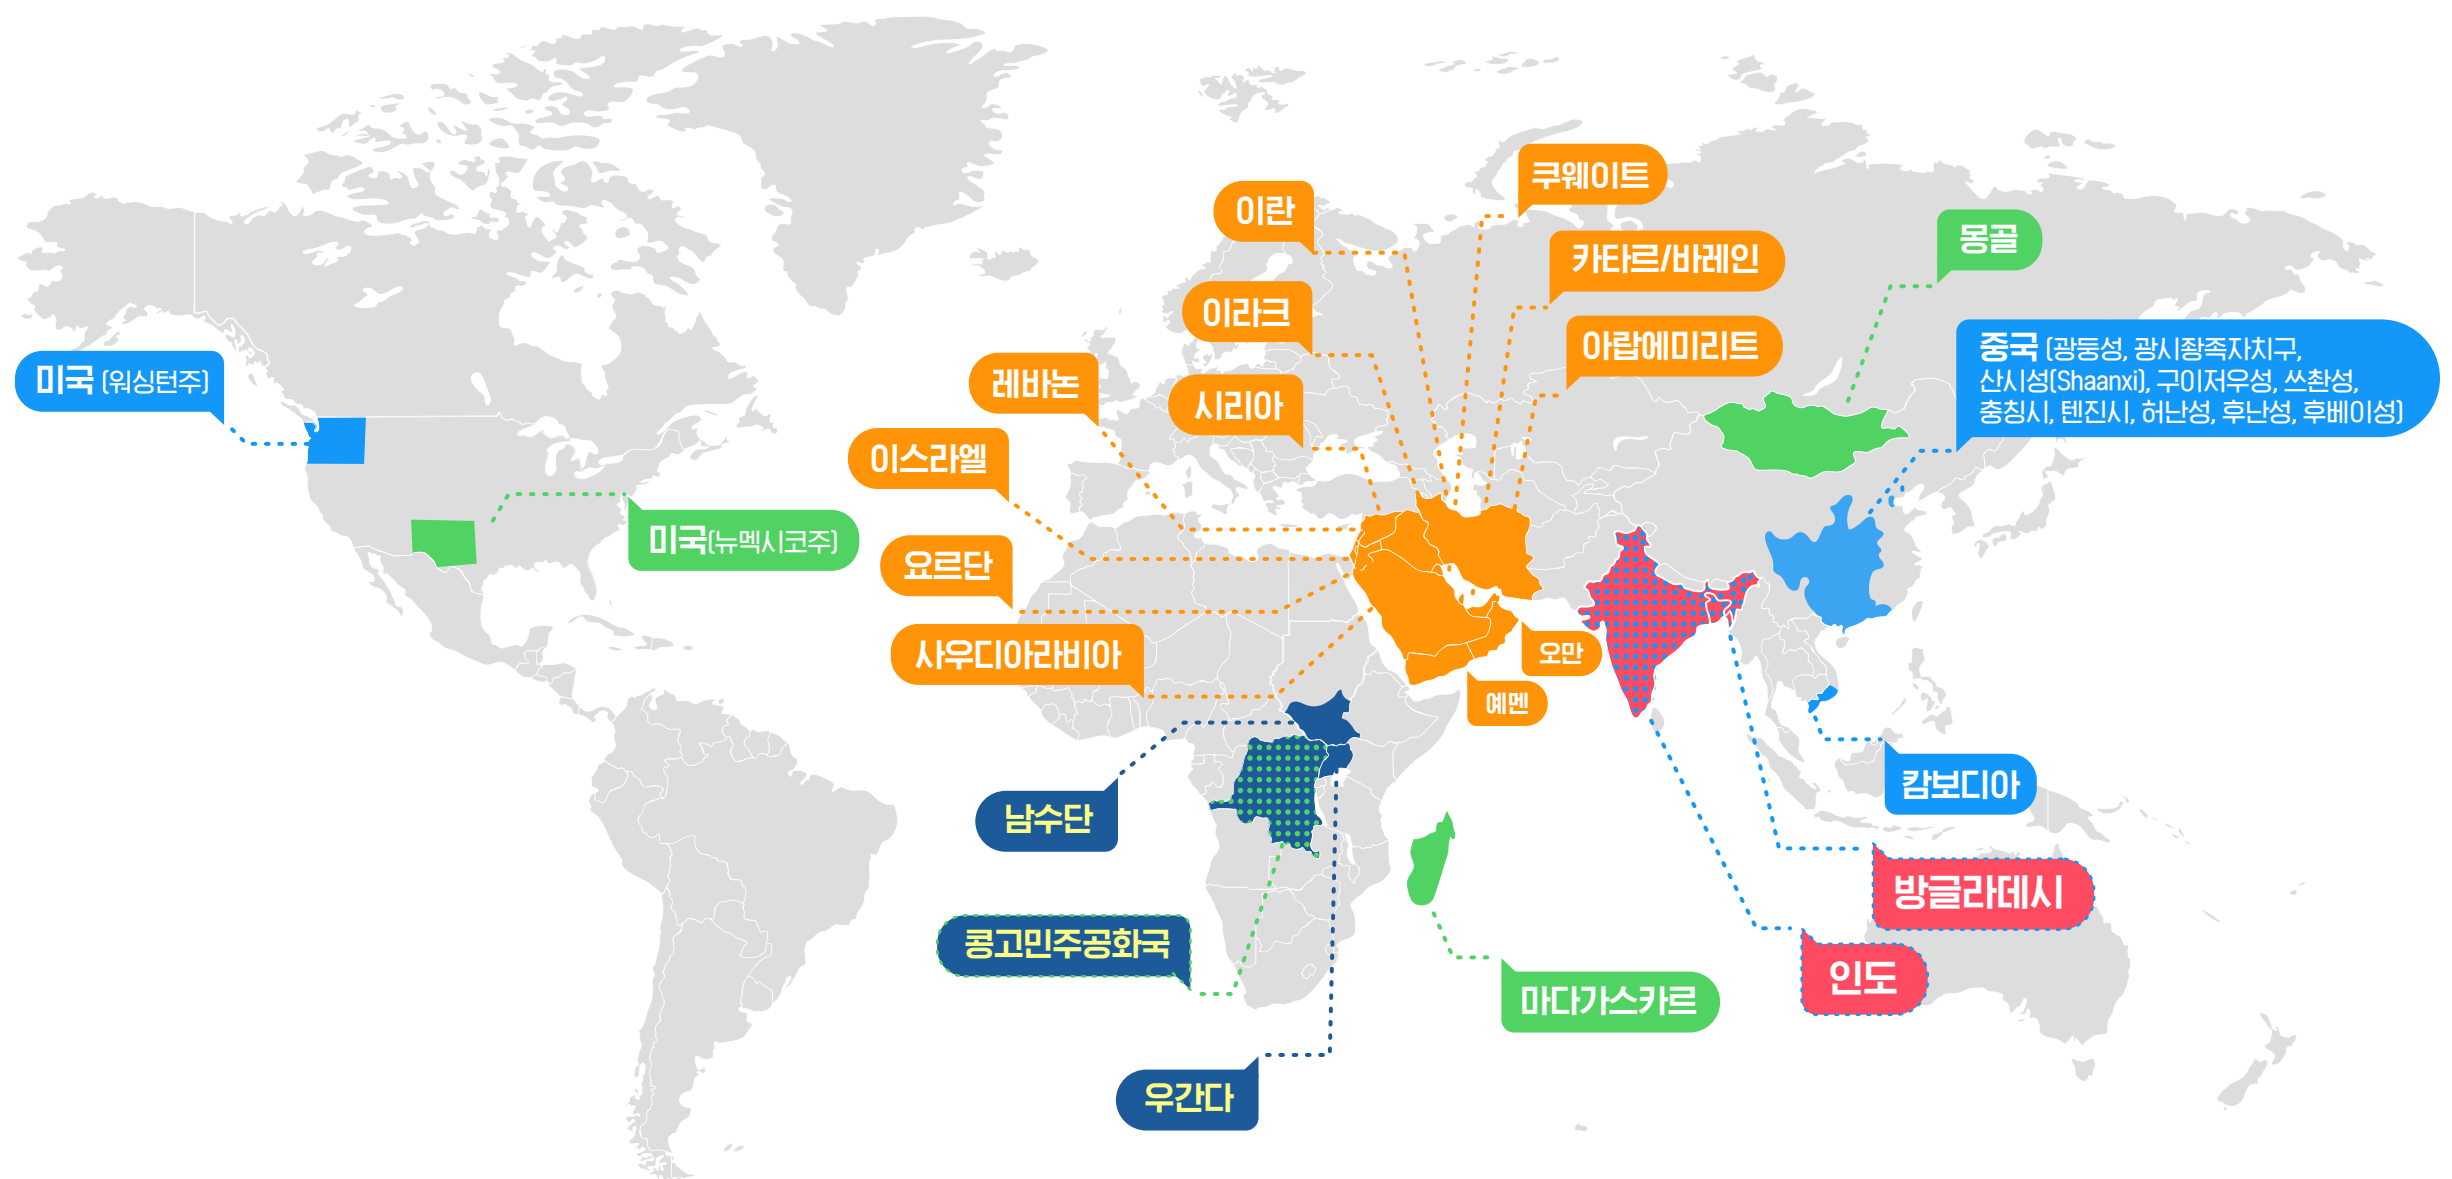 쿠웨이트
이란
카타르/바레인
몽골
이라크
아랍에미리트
중국 (광둥성, 광시좡족자치구,
산시성(Shaanxi), 구이저우성, 쓰촨성,
충칭시, 텐진시, 허난성, 후난성, 후베이성)
미국 (워싱턴주)
레바논
시리아
이스라엘
미국(뉴멕시코주)
요르단
사우디아라비아
오만
예멘
캄보디아
남수단
방글라데시
콩고민주공화국
인도
마다가스카르
우간다